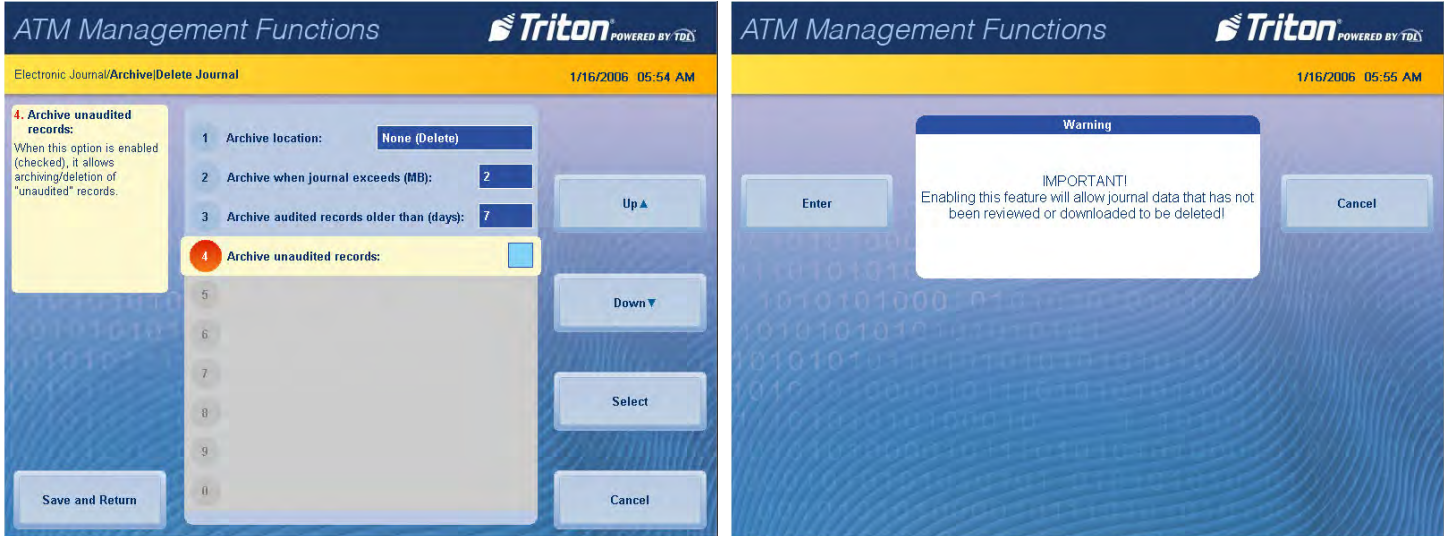 ATM Management Functions
Triton POWERED BY TDL
Electronic Journal/Archive|Delete Journal
1/16/2006 05:54 AM
4. Archive unaudited
records:
When this option is enabled
(checked), it allows
archiving/deletion of
"unaudited" records.
1 Archive location: None (Delete)
2 Archive when journal exceeds (MB): 2
3 Archive audited records older than (days): 7
4 Archive unaudited records:
5
6
7
8
9
0
Up▲
Down▼
Select
Cancel
Save and Return
ATM Management Functions
Triton POWERED BY TDL
1/16/2006 05:55 AM
Warning
IMPORTANT!
Enabling this feature will allow journal data that has not
been reviewed or downloaded to be deleted!
Enter
Cancel